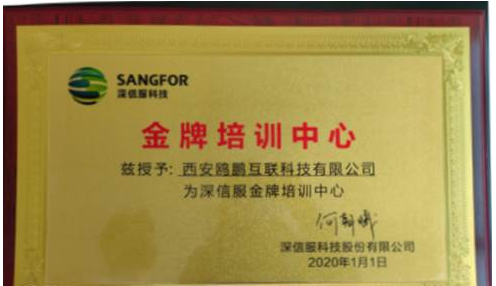 SANGFOR
深信服科技
金牌培训中心
兹授予: 西安鸥鹏互联科技有限公司
为深信服金牌培训中心
深信服科技股份有限公司
2020年1月1日